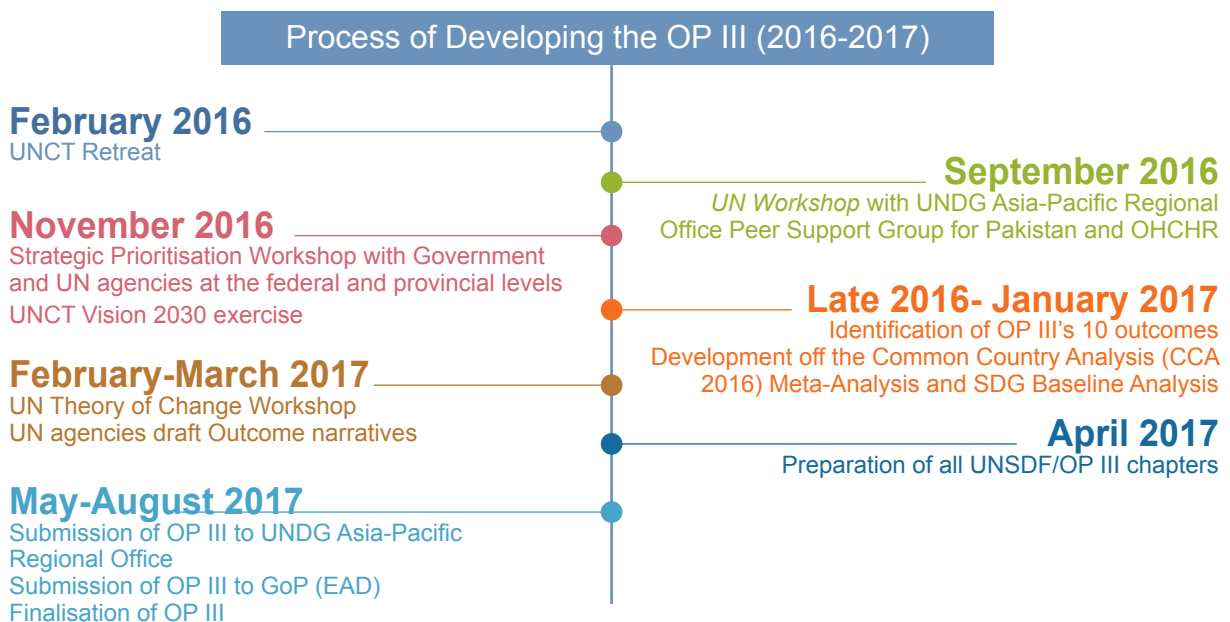 Process of Developing the OP III (2016-2017)
February 2016
UNCT Retreat
September 2016
UN Workshop with UNDG Asia-Pacific Regional
Office Peer Support Group for Pakistan and OHCHR
November 2016
Strategic Prioritisation Workshop with Government
and UN agencies at the federal and provincial levels
UNCT Vision 2030 exercise
Late 2016- January 2017
Identification of OP III's 10 outcomes
Development off the Common Country Analysis (CCA
2016) Meta-Analysis and SDG Baseline Analysis
February-March 2017
UN Theory of Change Workshop
UN agencies draft Outcome narratives
April 2017
Preparation of all UNSDF/OP III chapters
May-August 2017
Submission of OP III to UNDG Asia-Pacific
Regional Office
Submission of OP III to GoP (EAD)
Finalisation of OP III